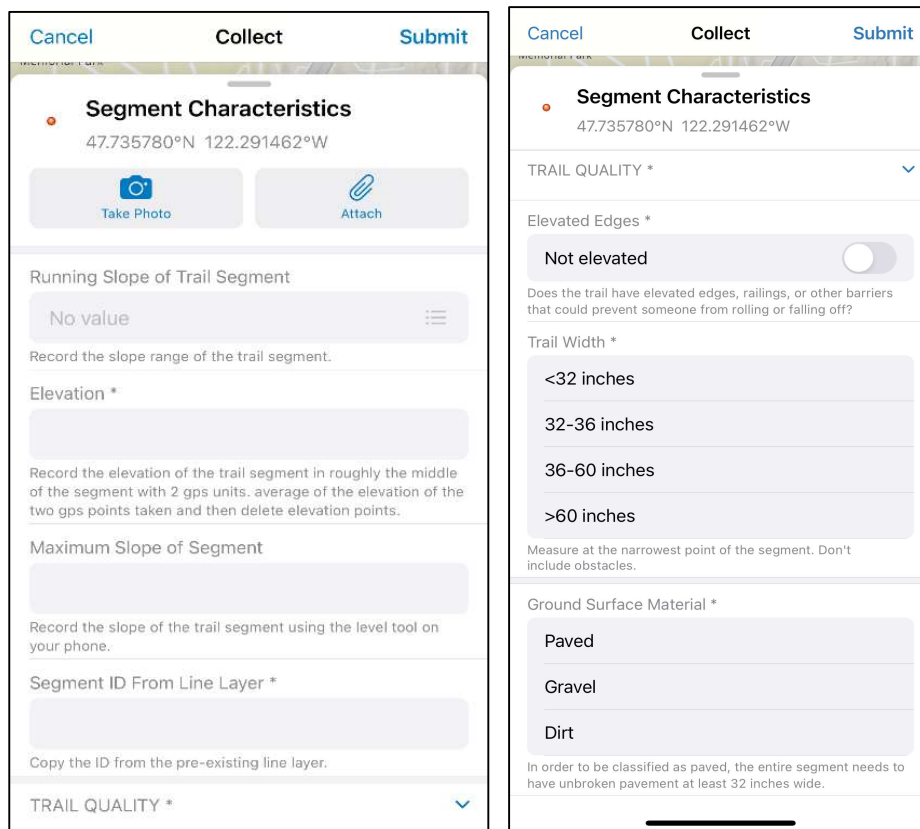 Cancel
Collect
Submit
Segment Characteristics
47.735780°N 122.291462°W
Take Photo
Attach
Running Slope of Trail Segment
No value
Record the slope range of the trail segment.
Elevation *
Record the elevation of the trail segment in roughly the middle
of the segment with 2 gps units. average of the elevation of the
two gps points taken and then delete elevation points.
Maximum Slope of Segment
Record the slope of the trail segment using the level tool on
your phone.
Segment ID From Line Layer *
Copy the ID from the pre-existing line layer.
TRAIL QUALITY *
Cancel
Collect
Submit
Memorial Park
Segment Characteristics
47.735780°N 122.291462°W
TRAIL QUALITY *
Elevated Edges *
Not elevated
Does the trail have elevated edges, railings, or other barriers
that could prevent someone from rolling or falling off?
Trail Width *
<32 inches
32-36 inches
36-60 inches
>60 inches
Measure at the narrowest point of the segment. Don't
include obstacles.
Ground Surface Material *
Paved
Gravel
Dirt
In order to be classified as paved, the entire segment needs to
have unbroken pavement at least 32 inches wide.